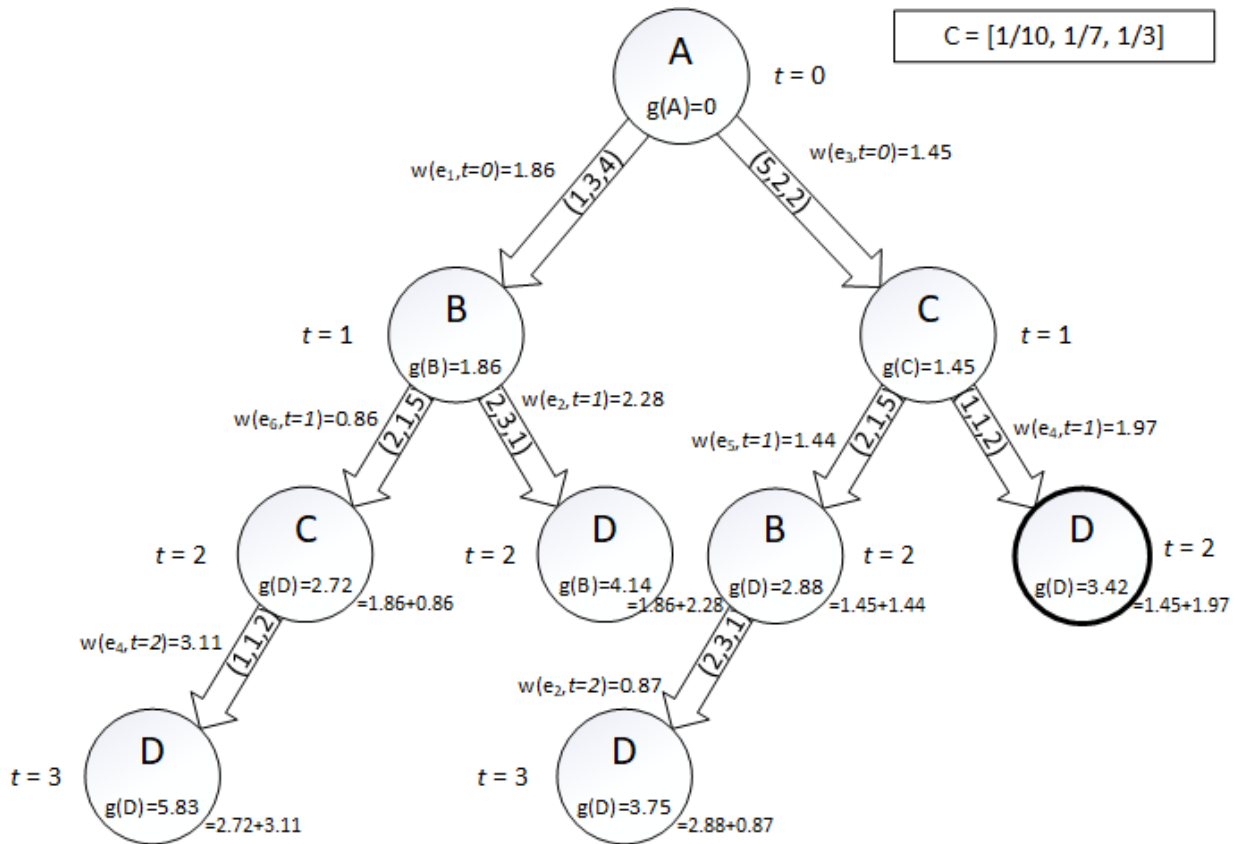 C = [1/10, 1/7, 1/3]
A
t = 0
g(A)=0
w(e₁,t=0)=1.86
(1,3,4)
(5,2,2)
w(e₃,t=0)=1.45
B
t = 1
g(B)=1.86
C
t = 1
g(C)=1.45
w(e₆,t=1)=0.86
(2,1,5)
(2,3,1)
w(e₂,t=1)=2.28
w(e₅,t=1)=1.44
(2,1,5)
(1,1,2)
w(e₄,t=1)=1.97
C
t = 2
g(D)=2.72
=1.86+0.86
D
t = 2
g(B)=4.14
=1.86+2.28
B
t = 2
g(D)=2.88
=1.45+1.44
D
t = 2
g(D)=3.42
=1.45+1.97
w(e₄,t=2)=3.11
(1,1,2)
w(e₂,t=2)=0.87
(2,3,1)
D
t = 3
g(D)=5.83
=2.72+3.11
D
t = 3
g(D)=3.75
=2.88+0.87